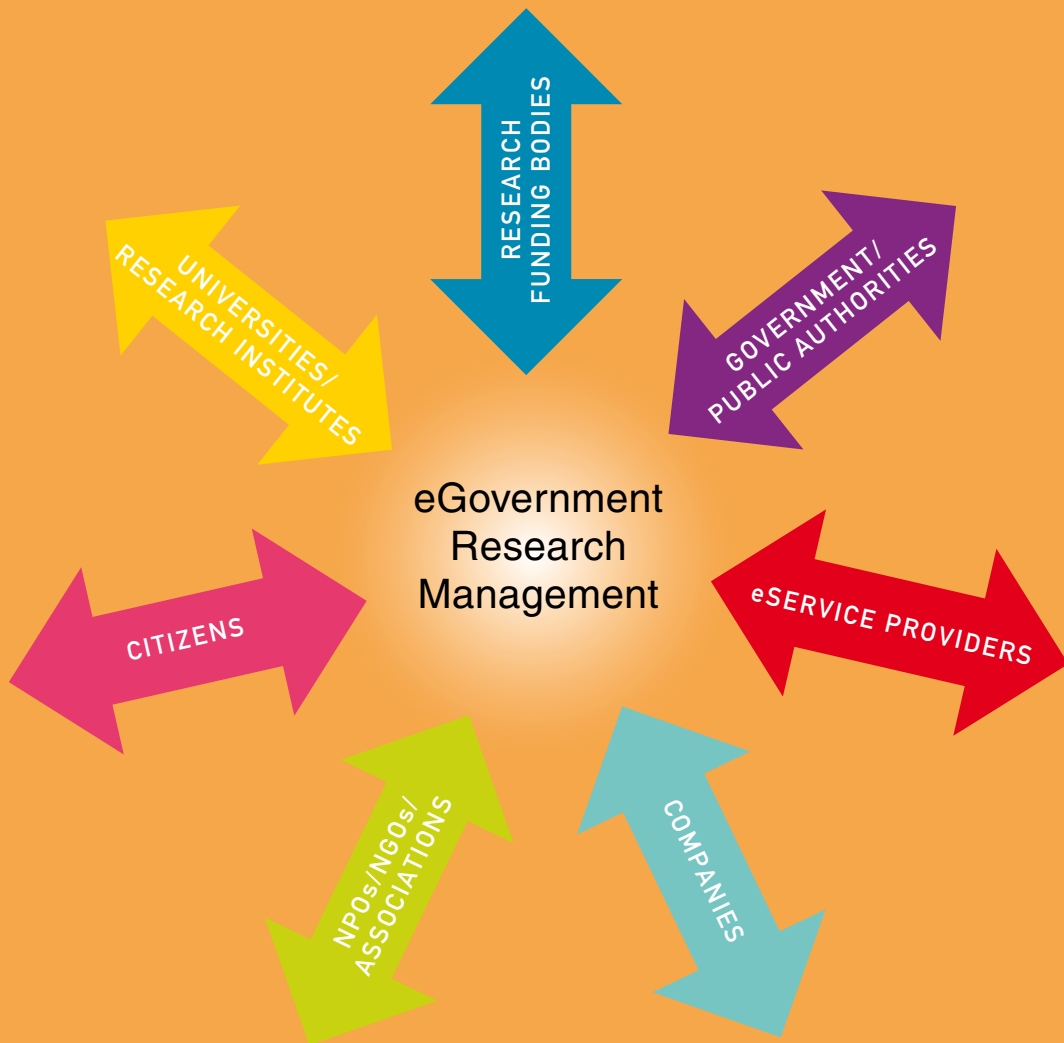 RESEARCH
FUNDING BODIES
GOVERNMENT/
PUBLIC AUTHORITIES
eSERVICE PROVIDERS
COMPANIES
NPOs/NGOs/
ASSOCIATIONS
CITIZENS
UNIVERSITIES/
RESEARCH INSTITUTES
eGovernment
Research
Management